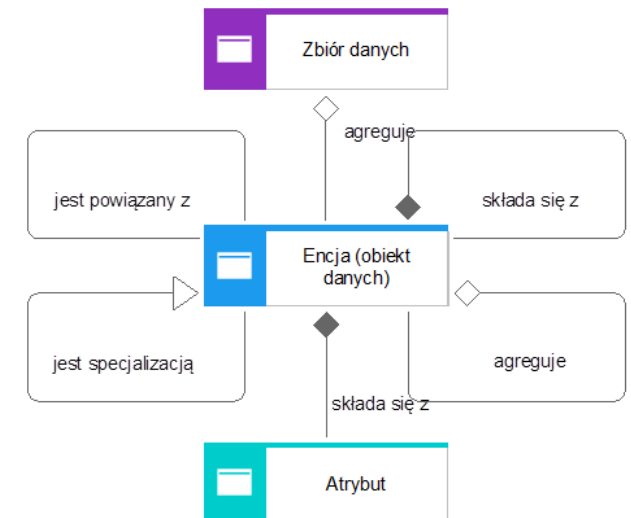 Zbiór danych
agreguje
jest powiązany z
składa się z
Encja (obiekt
danych)
jest specjalizacją
agreguje
składa się z
Atrybut